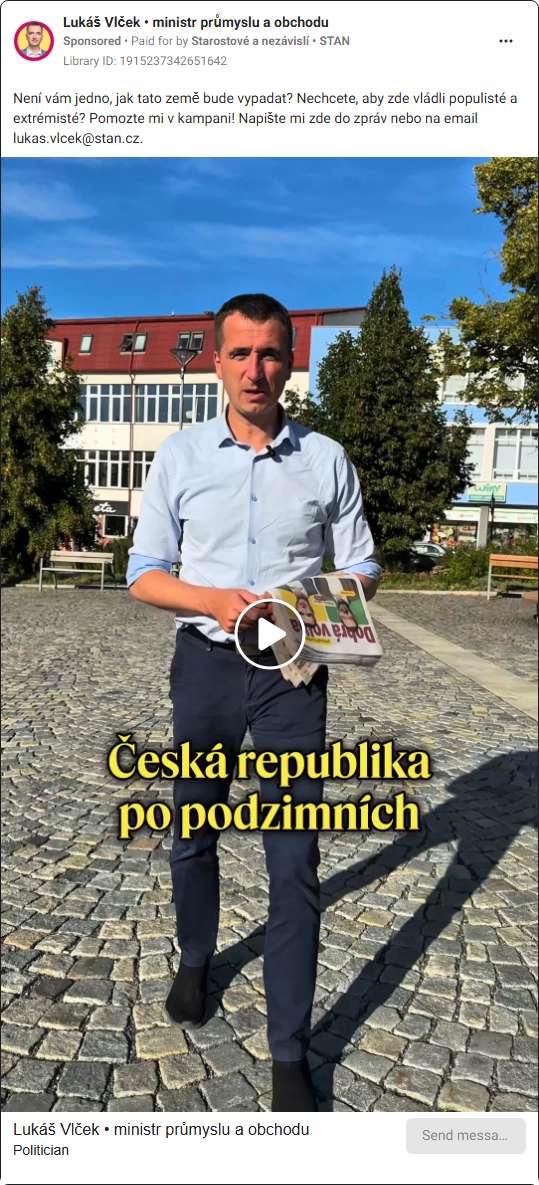 Lukáš Vlček • ministr průmyslu a obchodu
Sponsored • Paid for by Starostové a nezávislí • STAN
Library ID: 1915237342651642
Není vám jedno, jak tato země bude vypadat? Nechcete, aby zde vládli populisté a
extrémisté? Pomozte mi v kampani! Napište mi zde do zpráv nebo na email
lukas.vlcek@stan.cz.
Dobrá volba
Česká republika
po podzimních
Lukáš Vlček • ministr průmyslu a obchodu
Politician
Send messa...